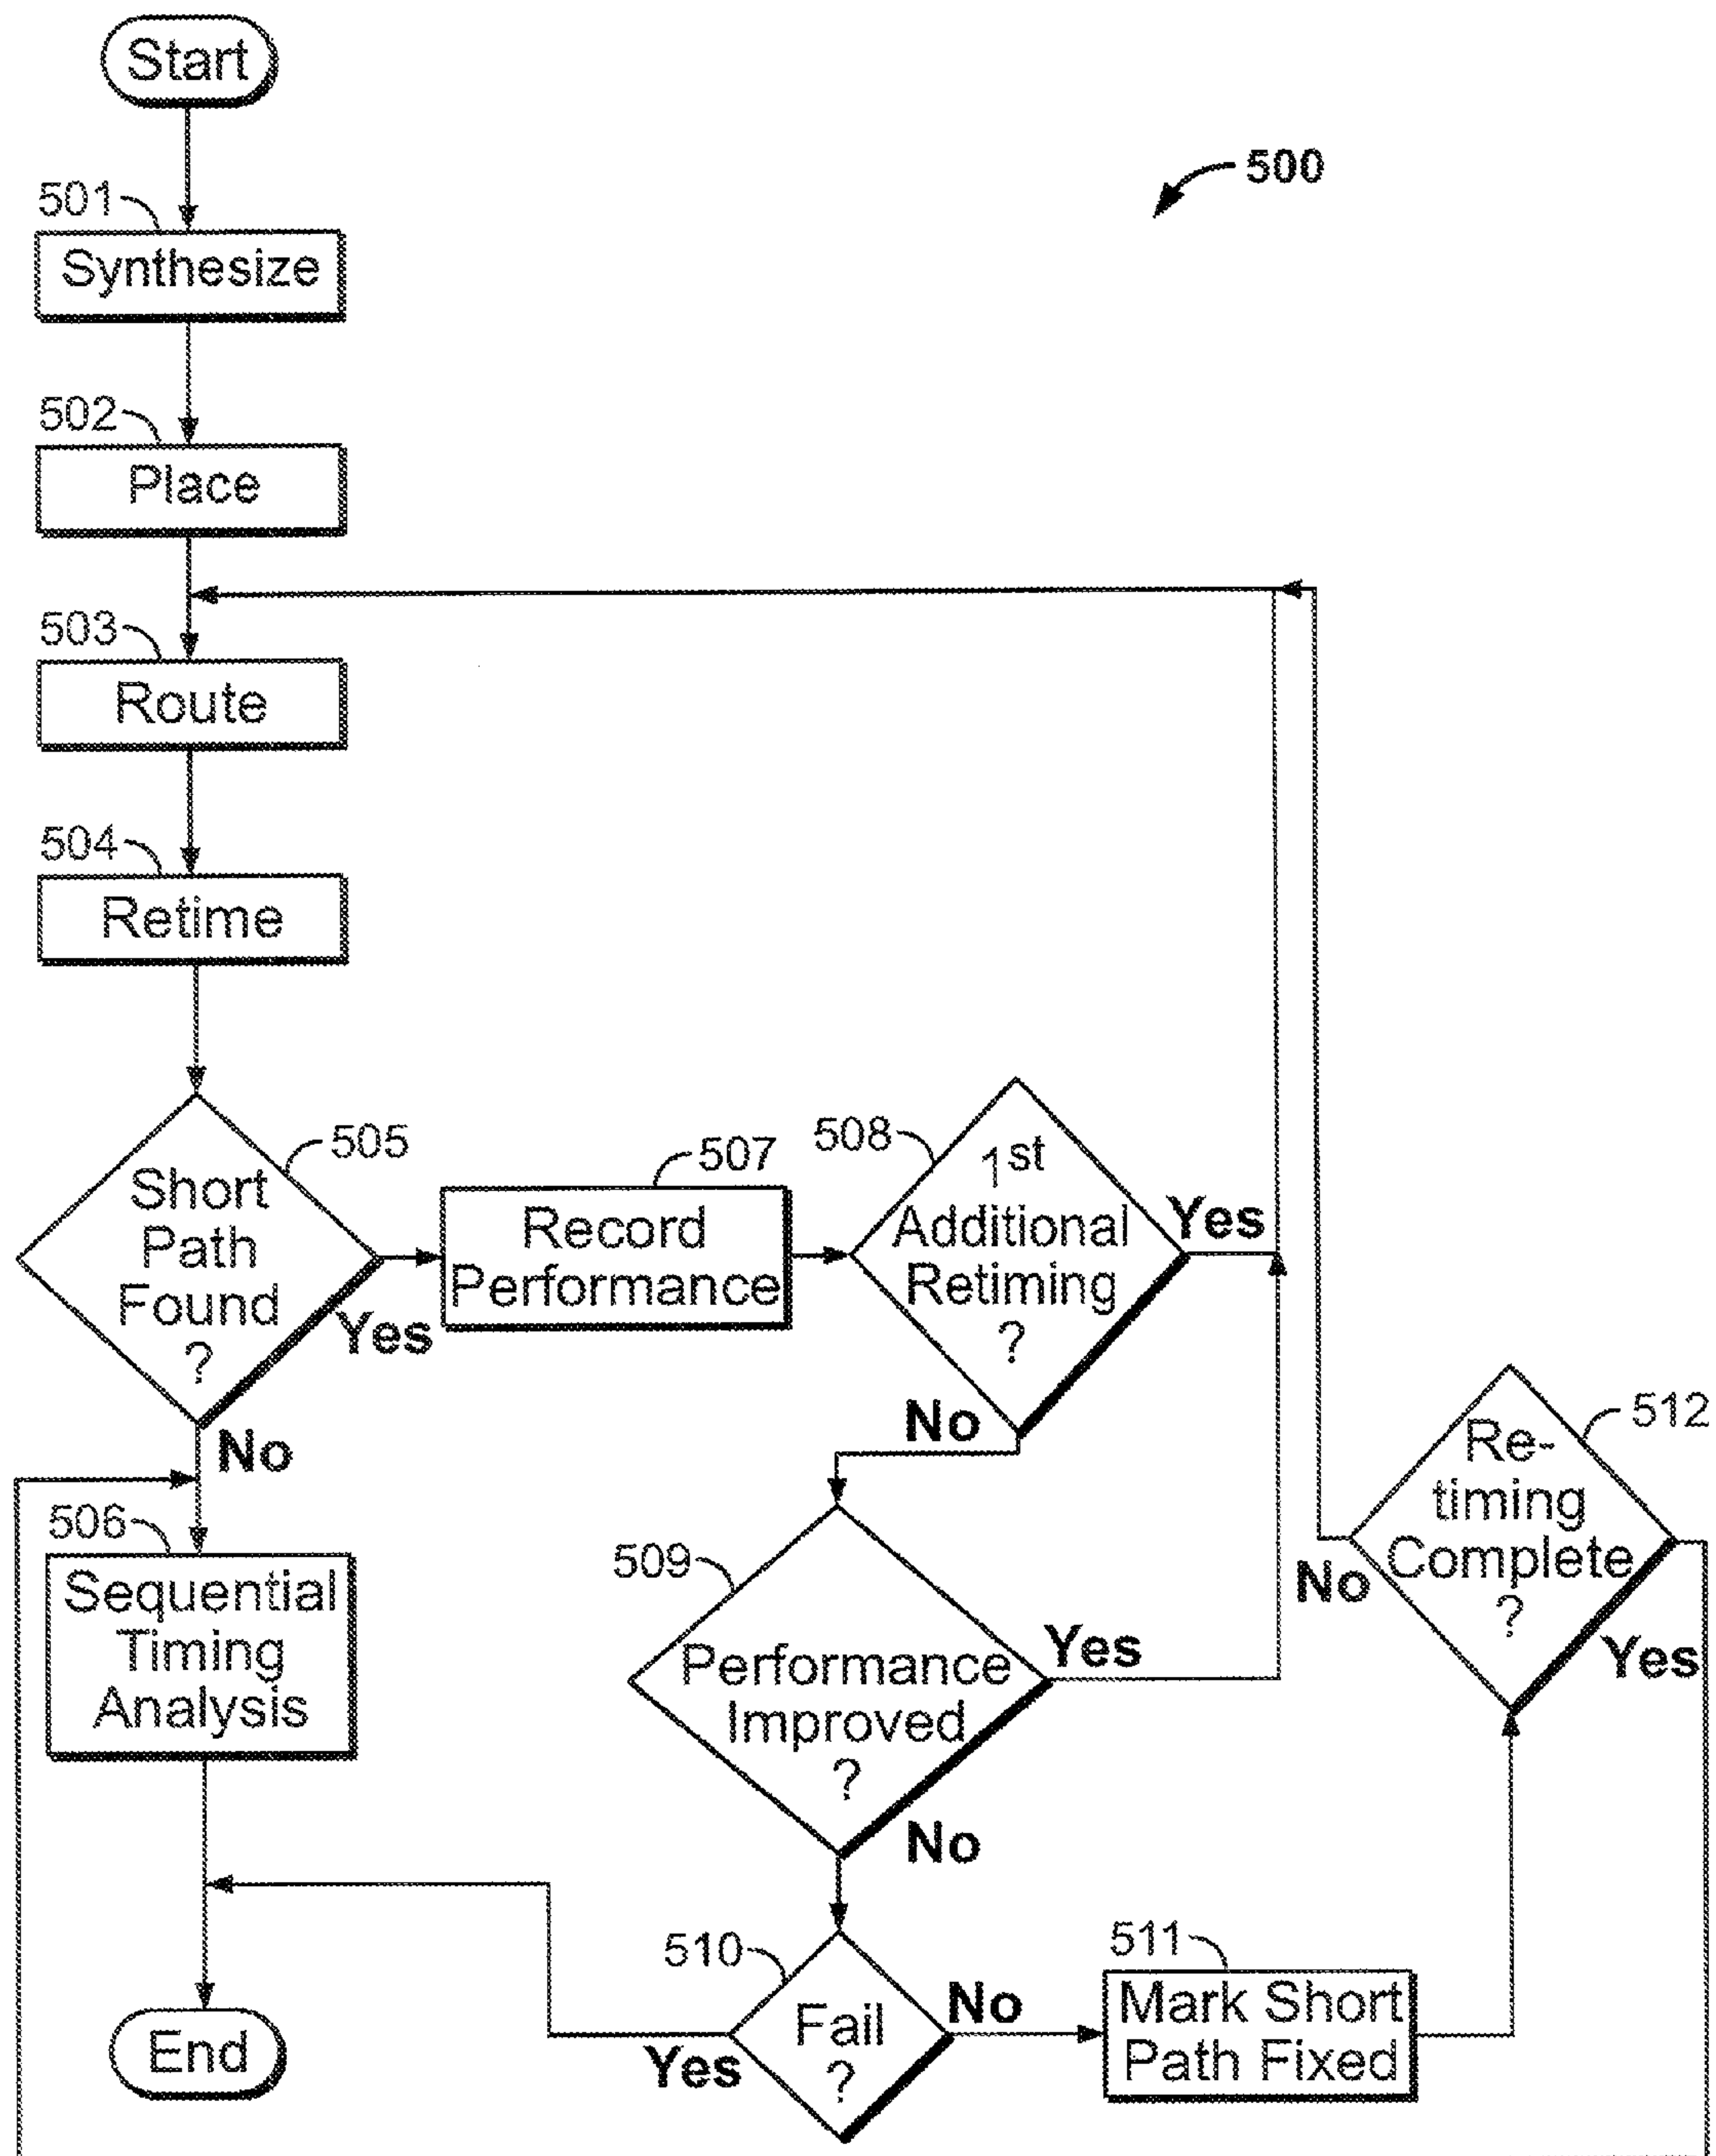 Start
500
501
Synthesize
502
Place
503
Route
504
Retime
505
Short
Path
Found
?
Yes
No
507
Record
Performance
508
1st
Additional
Retiming
?
Yes
No
506
Sequential
Timing
Analysis
509
Performance
Improved
?
Yes
No
512
Re-
timing
Complete
?
No
Yes
510
Fail
?
Yes
No
511
Mark Short
Path Fixed
End